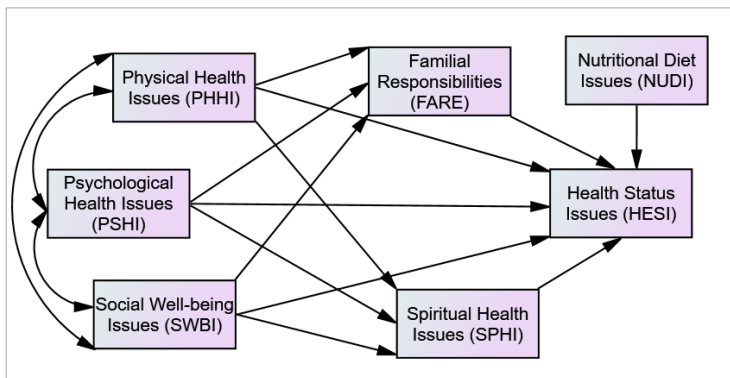 Physical Health
Issues (PHHI)
Familial
Responsibilities
(FARE)
Nutritional Diet
Issues (NUDI)
Psychological
Health Issues
(PSHI)
Health Status
Issues (HESI)
Social Well-being
Issues (SWBI)
Spiritual Health
Issues (SPHI)